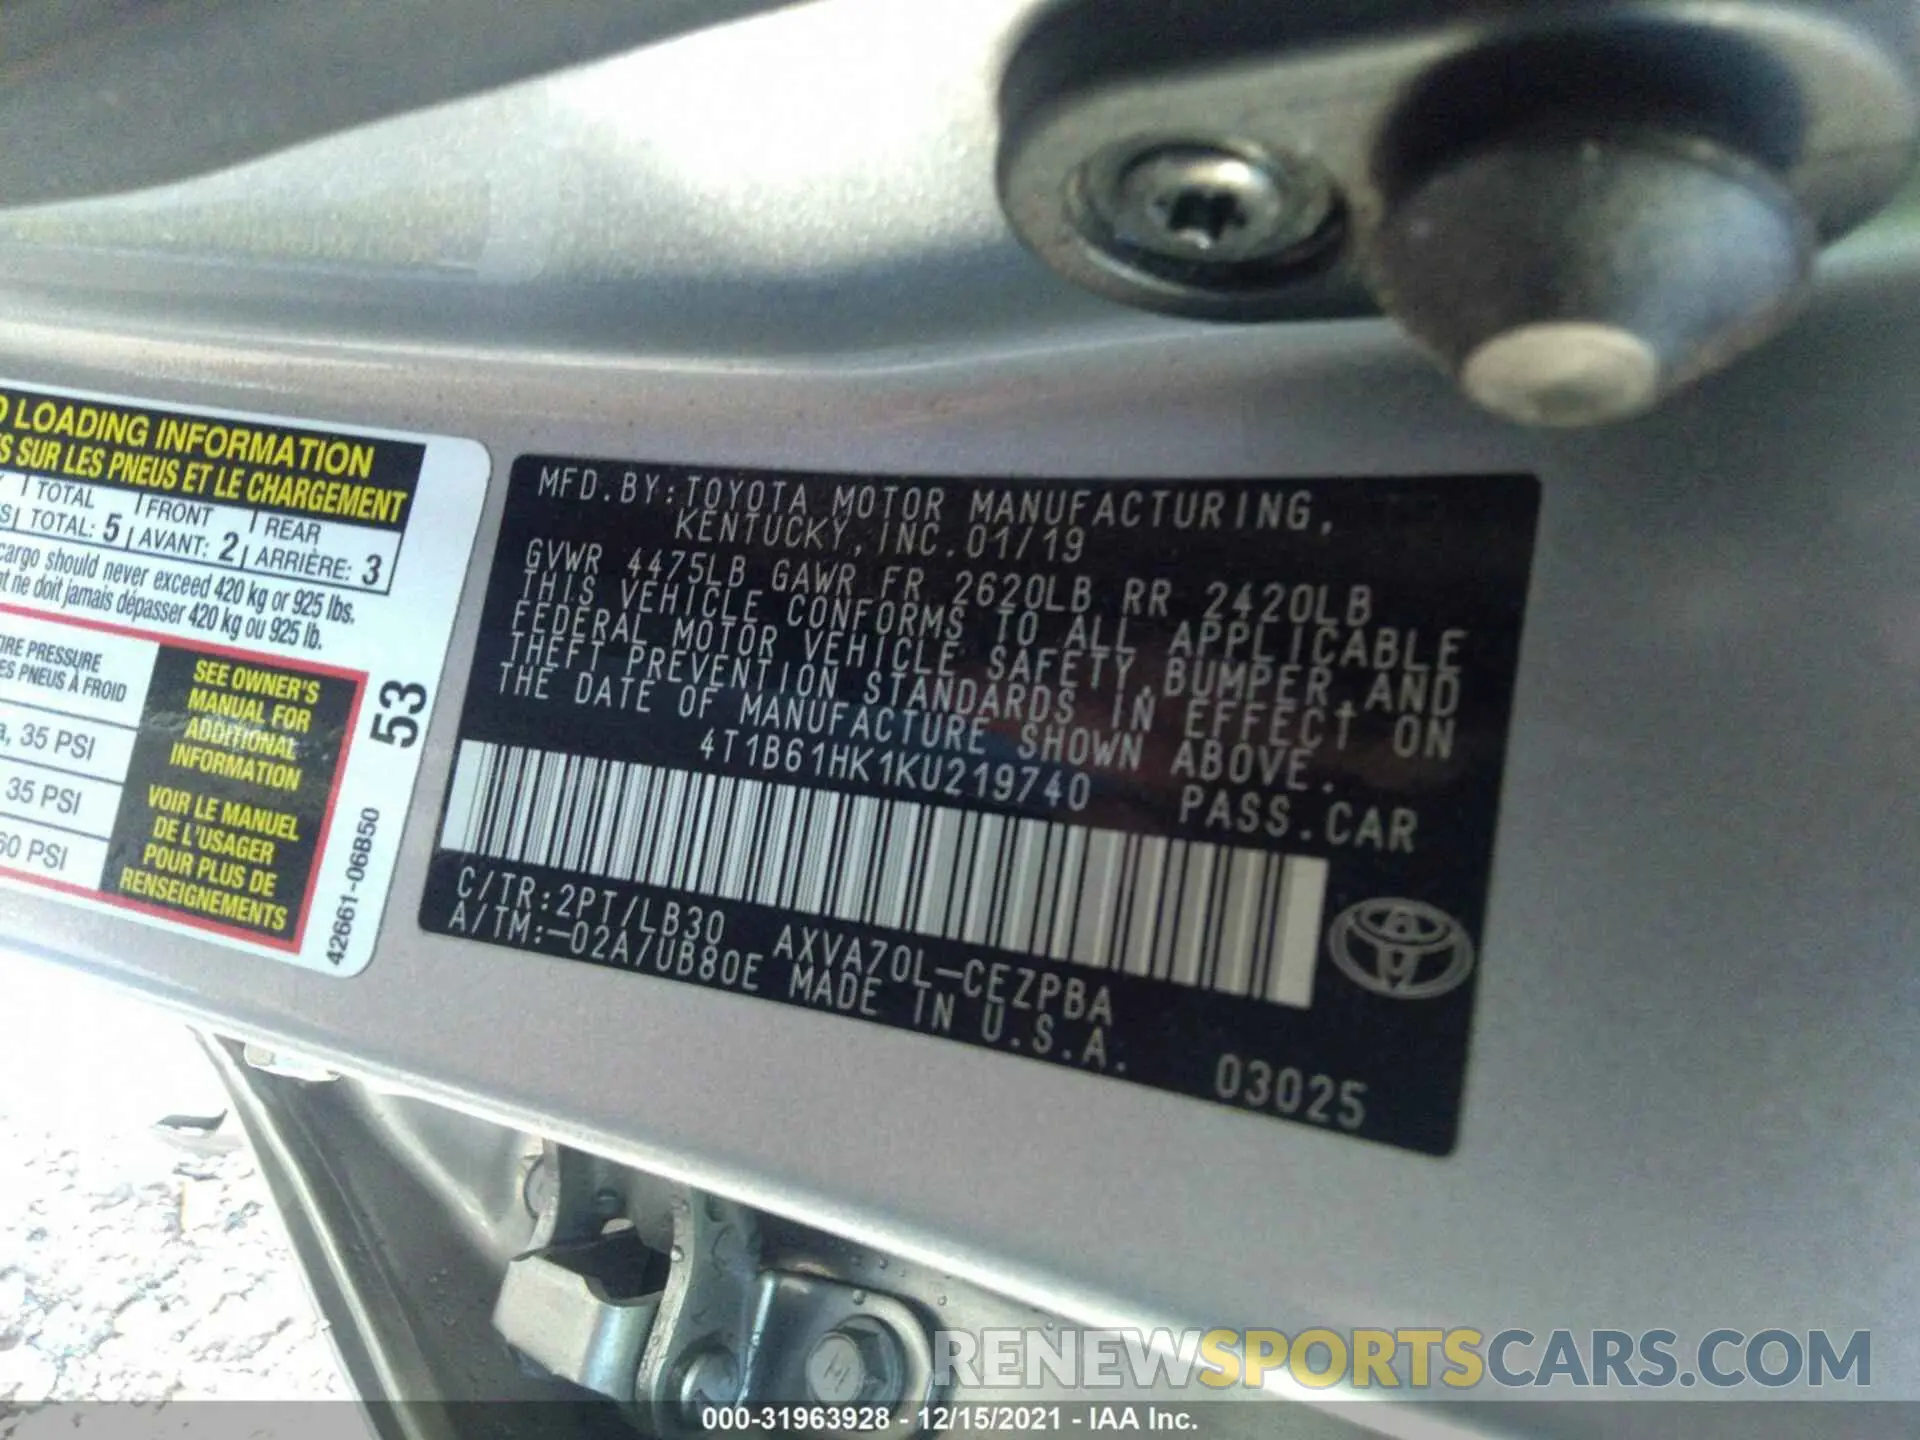 LOADING INFORMATION
SUR LES PNEUS ET LE CHARGEMENT
TOTAL FRONT REAR
TOTAL: 5 AVANT: 2 ARRIÈRE: 3
cargo should never exceed 420 kg or 925 lbs.
ne doit jamais dépasser 420 kg ou 925 lb.
PRESSURE
PNEUS À FROID
35 PSI
35 PSI
60 PSI
SEE OWNER'S
MANUAL FOR
ADDITIONAL
INFORMATION
VOIR LE MANUEL
DE L'USAGER
POUR PLUS DE
RENSEIGNEMENTS
53
42661-06B50
MFD.BY:TOYOTA MOTOR MANUFACTURING,
KENTUCKY,INC.01/19
GVWR 4475LB GAWR FR 2620LB RR 2420LB
THIS VEHICLE CONFORMS TO ALL APPLICABLE
FEDERAL MOTOR VEHICLE SAFETY,BUMPER,AND
THEFT PREVENTION STANDARDS IN EFFECT ON
THE DATE OF MANUFACTURE SHOWN ABOVE.
4T1B61HK1KU219740 PASS.CAR
C/TR:2PT/LB30 AXVA70L-CEZPBA
A/TM:-02A/UB80E MADE IN U.S.A.
03025
RENEWSPORTSCARS.COM
000-31963928 - 12/15/2021 - IAA Inc.